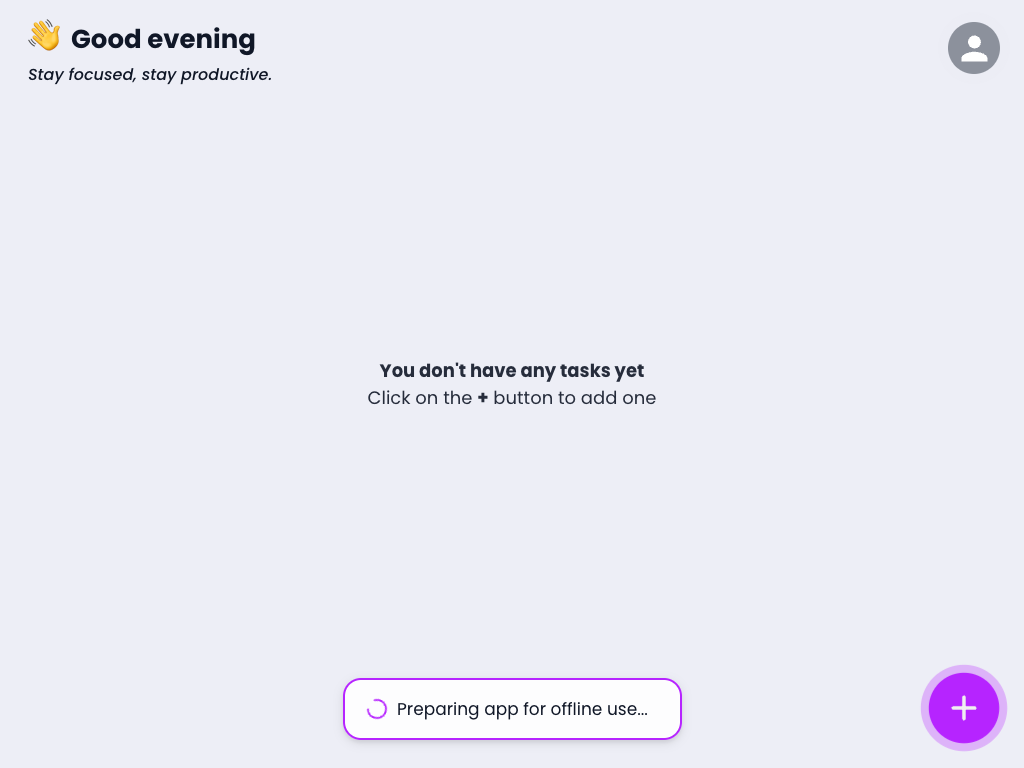 👋 Good evening
Stay focused, stay productive.
You don't have any tasks yet
Click on the + button to add one
Preparing app for offline use...